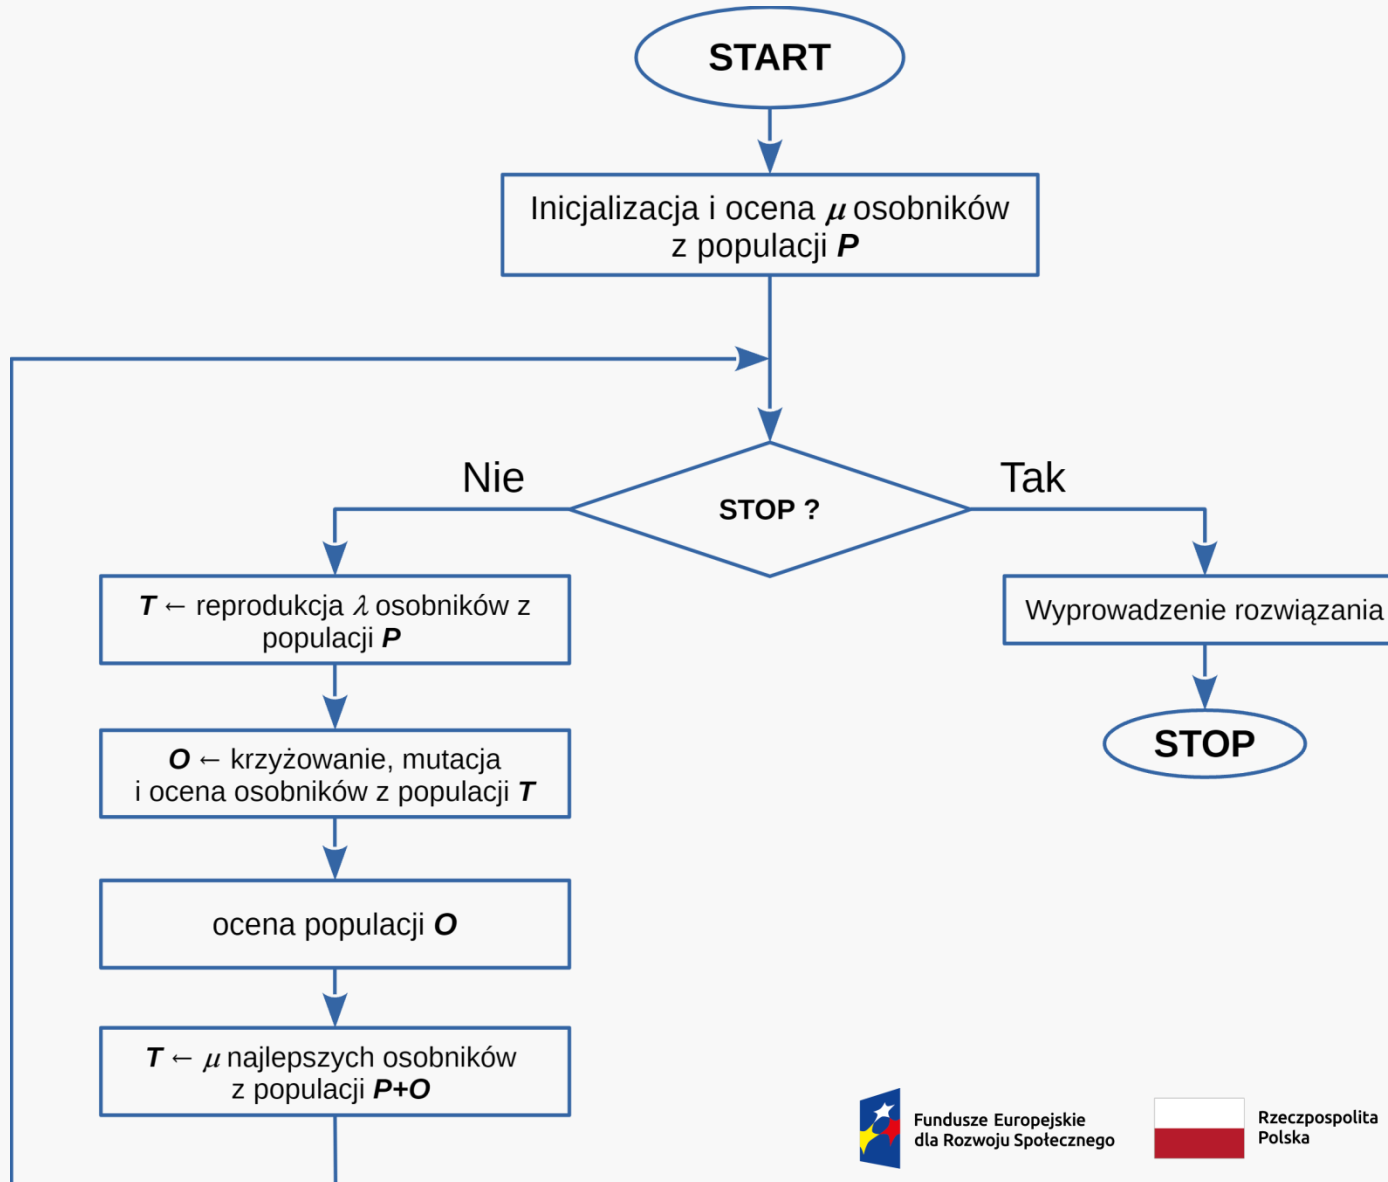 START
Inicjalizacja i ocena μ osobników
z populacji P
Nie
Tak
STOP ?
T ← reprodukcja λ osobników z
populacji P
Wyprowadzenie rozwiązania
O ← krzyżowanie, mutacja
i ocena osobników z populacji T
STOP
ocena populacji O
T ← μ najlepszych osobników
z populacji P+O
Fundusze Europejskie
dla Rozwoju Społecznego
Rzeczpospolita
Polska